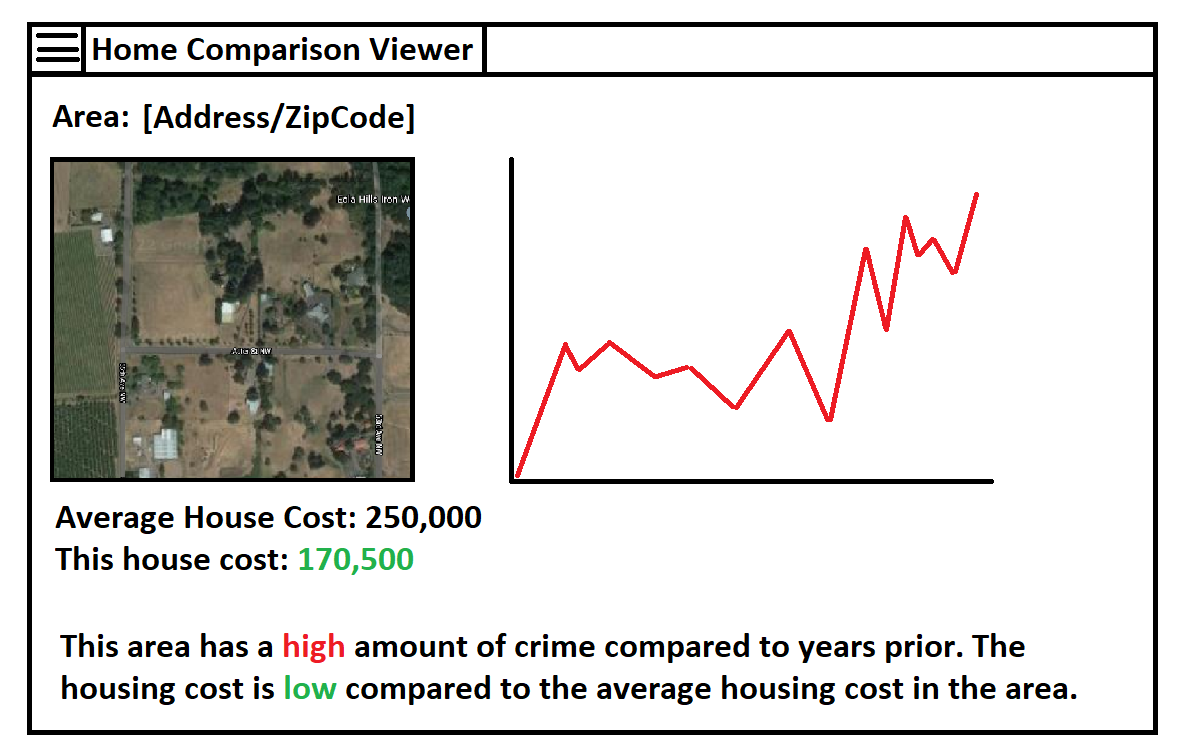 Home Comparison Viewer
Area: [Address/ZipCode]
Hills Iron W
Average House Cost: 250,000
This house cost: 170,500
This area has a high amount of crime compared to years prior. The
housing cost is low compared to the average housing cost in the area.